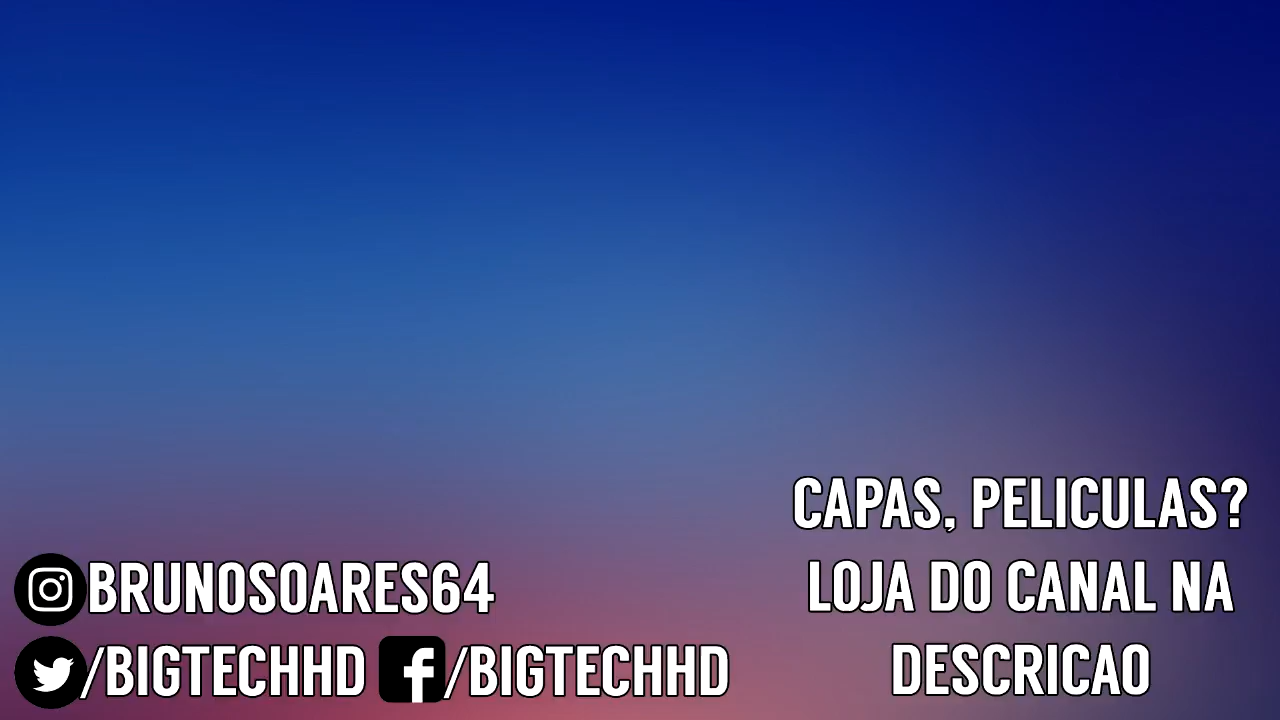 CAPAS, PELICULAS?
LOJA DO CANAL NA
DESCRICAO
BRUNOSOARES64
/BIGTECHHD /BIGTECHHD